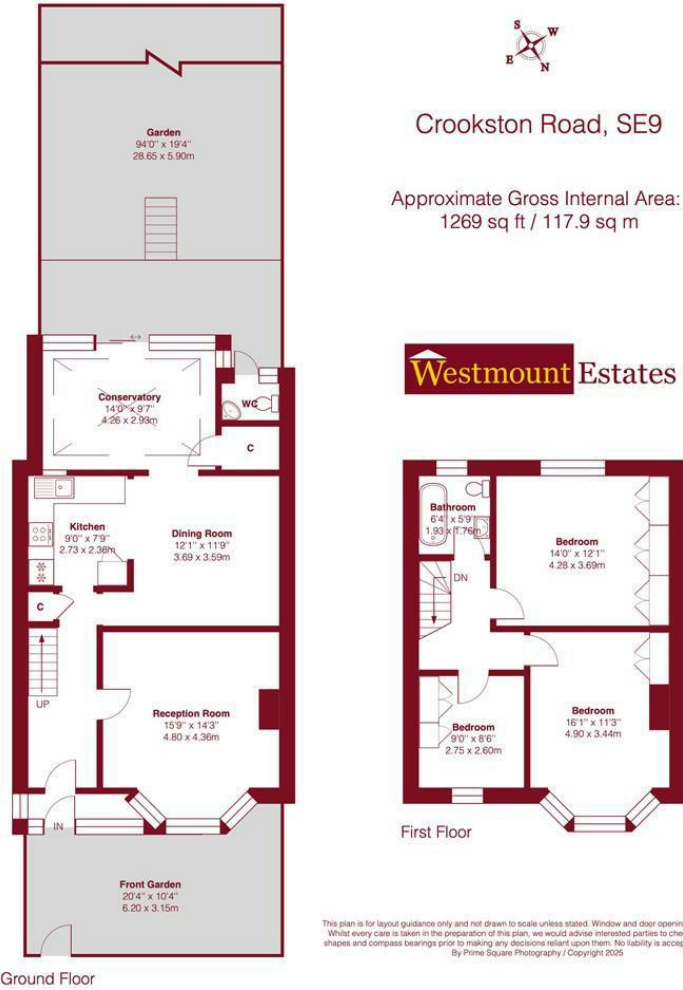 S W
E N
Crookston Road, SE9
Approximate Gross Internal Area:
1269 sq ft / 117.9 sq m
Westmount Estates
Garden
94'0" x 19'4"
28.65 x 5.90m
Conservatory
14'0" x 9'7"
4.26 x 2.93m
WC
C
Kitchen
9'0" x 7'9"
2.73 x 2.36m
Dining Room
12'1" x 11'9"
3.69 x 3.59m
C
UP
Reception Room
15'9" x 14'3"
4.80 x 4.36m
IN
Front Garden
20'4" x 10'4"
6.20 x 3.15m
Ground Floor
Bathroom
6'4" x 5'9"
1.93 x 1.76m
Bedroom
14'0" x 12'1"
4.28 x 3.69m
DN
Bedroom
9'0" x 8'6"
2.75 x 2.60m
Bedroom
16'1" x 11'3"
4.90 x 3.44m
First Floor
This plan is for layout guidance only and not drawn to scale unless stated. Window and door openin
Whilst every care is taken in the preparation of this plan, we would advise interested parties to che
shapes and compass bearings prior to making any decisions reliant upon them. No liability is accep
By Prime Square Photography / Copyright 2025